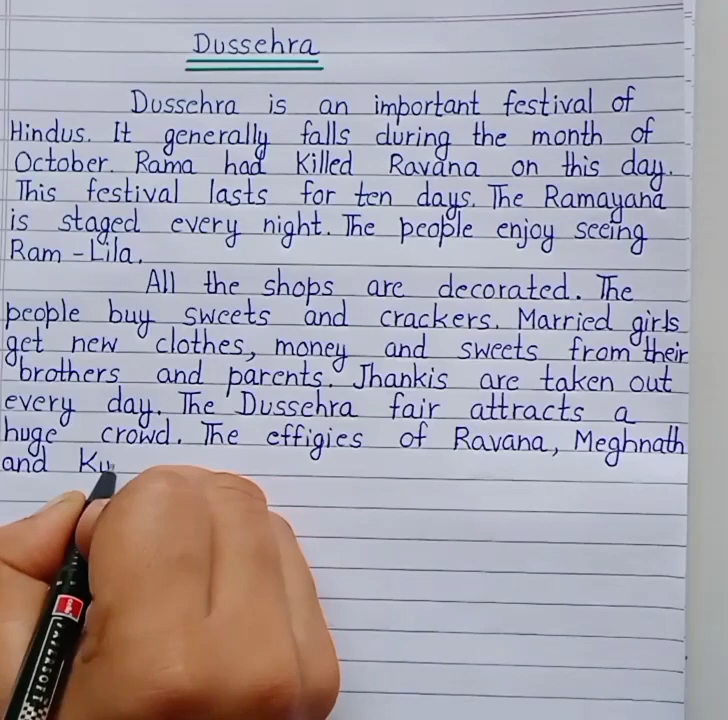 Dussehra
Dussehra is an important festival of
Hindus. It generally falls during the month of
October. Rama had Killed Ravana on this day.
This festival lasts for ten days. The Ramayana
is staged every night. The people enjoy seeing
Ram - Lila.
All the shops are decorated. The
people buy sweets and crackers. Married girls
get new clothes, money and sweets from their
brothers and parents. Jhankis are taken out
every day. The Dussehra fair attracts a
huge crowd. The effigies of Ravana, Meghnath
and Ku